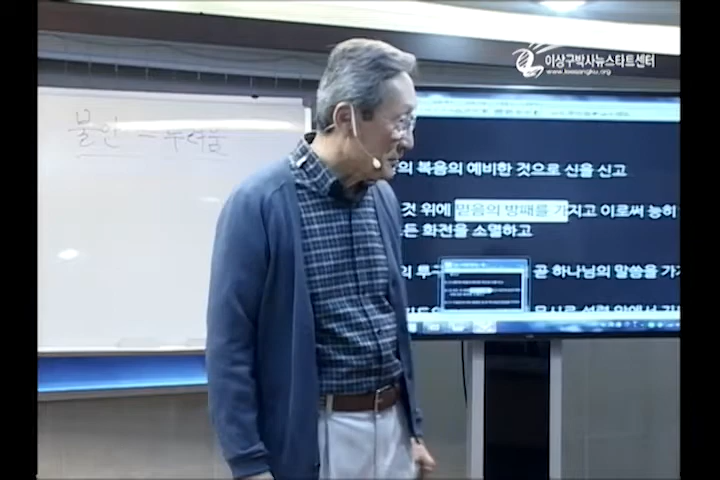 이상구박사뉴스타트센터
www.leesangku.org
불안 - 두려움
복음의 예비한 것으로 신을 신고
것 위에 믿음의 방패를 가지고 이로써 능히
화전을 소멸하고
의 투구 곧 하나님의 말씀을 가지